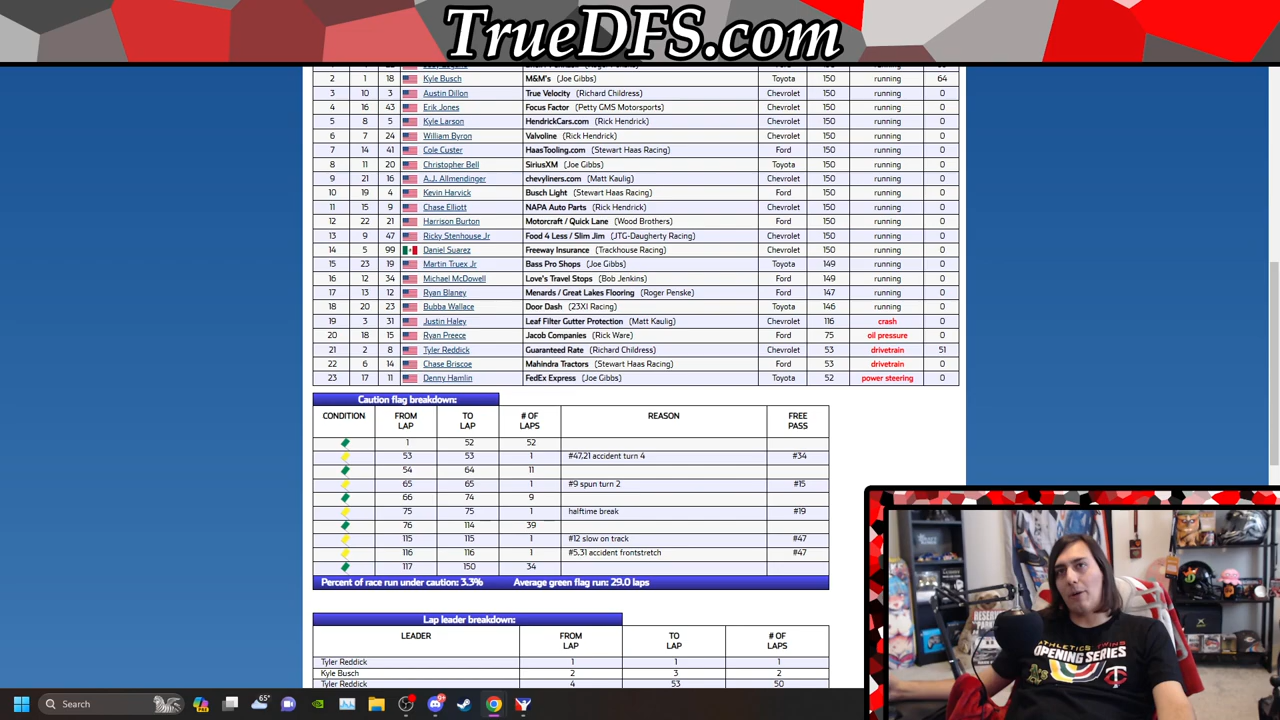 TrueDFS.com
2 1 18 Kyle Busch M&M's (Joe Gibbs) Toyota 150 running 64
3 10 3 Austin Dillon True Velocity (Richard Childress) Chevrolet 150 running 0
4 16 43 Erik Jones Focus Factor (Petty GMS Motorsports) Chevrolet 150 running 0
5 8 5 Kyle Larson HendrickCars.com (Rick Hendrick) Chevrolet 150 running 0
6 7 24 William Byron Valvoline (Rick Hendrick) Chevrolet 150 running 0
7 14 41 Cole Custer HaasTooling.com (Stewart Haas Racing) Ford 150 running 0
8 11 20 Christopher Bell SiriusXM (Joe Gibbs) Toyota 150 running 0
9 21 16 A.J. Allmendinger chevyliners.com (Matt Kaulig) Chevrolet 150 running 0
10 19 4 Kevin Harvick Busch Light (Stewart Haas Racing) Ford 150 running 0
11 15 9 Chase Elliott NAPA Auto Parts (Rick Hendrick) Chevrolet 150 running 0
12 22 21 Harrison Burton Motorcraft / Quick Lane (Wood Brothers) Ford 150 running 0
13 9 47 Ricky Stenhouse Jr Food 4 Less / Slim Jim (JTG-Daugherty Racing) Chevrolet 150 running 0
14 5 99 Daniel Suarez Freeway Insurance (Trackhouse Racing) Chevrolet 150 running 0
15 23 19 Martin Truex Jr Bass Pro Shops (Joe Gibbs) Toyota 149 running 0
16 12 34 Michael McDowell Love's Travel Stops (Bob Jenkins) Ford 149 running 0
17 13 12 Ryan Blaney Menards / Great Lakes Flooring (Roger Penske) Ford 147 running 0
18 20 23 Bubba Wallace Door Dash (23XI Racing) Toyota 146 running 0
19 3 31 Justin Haley Leaf Filter Gutter Protection (Matt Kaulig) Chevrolet 116 crash 0
20 18 15 Ryan Preece Jacob Companies (Rick Ware) Ford 75 oil pressure 0
21 2 8 Tyler Reddick Guaranteed Rate (Richard Childress) Chevrolet 53 drivetrain 51
22 6 14 Chase Briscoe Mahindra Tractors (Stewart Haas Racing) Ford 53 drivetrain 0
23 17 11 Denny Hamlin FedEx Express (Joe Gibbs) Toyota 52 power steering 0
Caution flag breakdown:
CONDITION FROM LAP TO LAP # OF LAPS REASON FREE PASS
1 52 52
53 53 1 #47,21 accident turn 4 #34
54 64 11
65 65 1 #9 spun turn 2 #15
66 74 9
75 75 1 halftime break #19
76 114 39
115 115 1 #12 slow on track #47
116 116 1 #5,31 accident frontstretch #47
117 150 34
Percent of race run under caution: 3.3% Average green flag run: 29.0 laps
Lap leader breakdown:
LEADER FROM LAP TO LAP # OF LAPS
Tyler Reddick 1 1 1
Kyle Busch 2 3 2
Tyler Reddick 4 53 50
ATHLETICS TWINS
OPENING SERIES
Search
65°